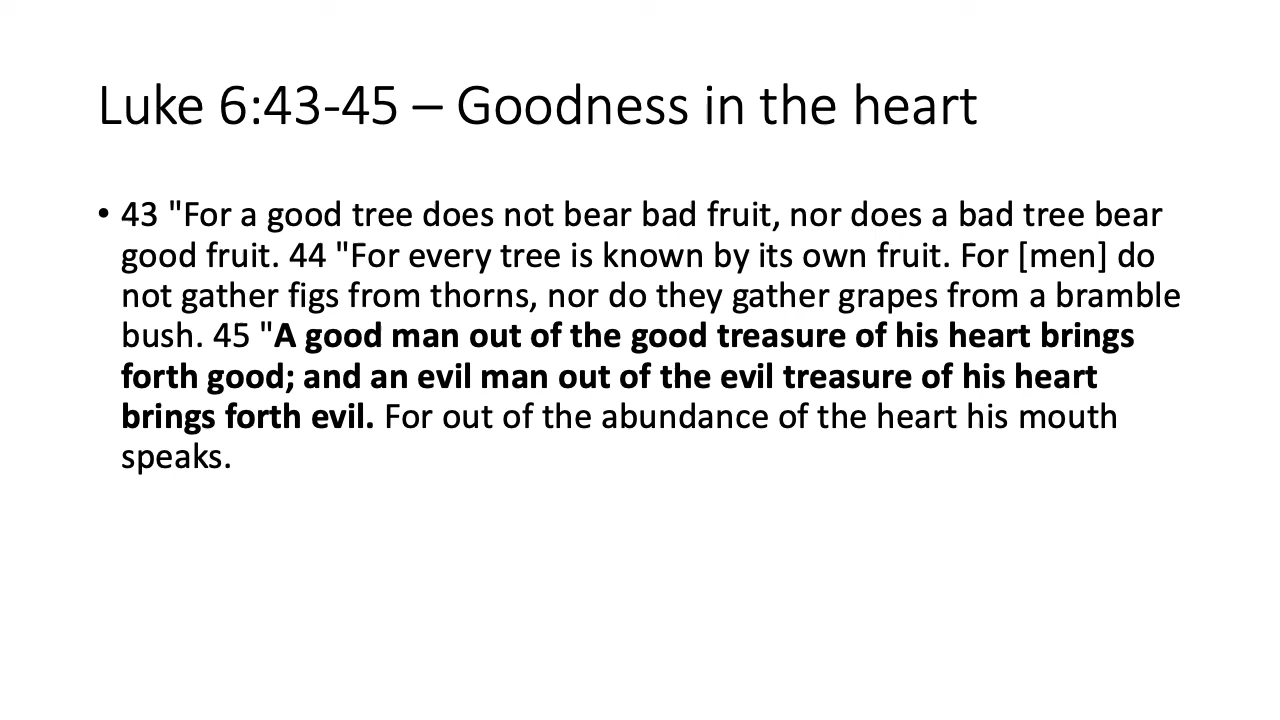 Luke 6:43-45 – Goodness in the heart
• 43 "For a good tree does not bear bad fruit, nor does a bad tree bear
good fruit. 44 "For every tree is known by its own fruit. For [men] do
not gather figs from thorns, nor do they gather grapes from a bramble
bush. 45 "A good man out of the good treasure of his heart brings
forth good; and an evil man out of the evil treasure of his heart
brings forth evil. For out of the abundance of the heart his mouth
speaks.